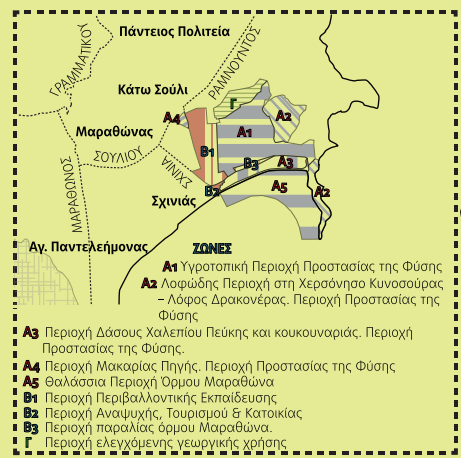 Πάντειος Πολιτεία
ΓΡΑΜΜΑΤΙΚΟΥ
ΡΑΜΝΟΥΝΤΟΣ
Κάτω Σούλι
Γ
Α2
Α4
Μαραθώνας
Α1
ΣΟΥΛΙΟΥ
Β1
Β3
Α3
ΜΑΡΑΘΩΝΟΣ
ΣΧΙΝΙΑ
Β2
Α5
Α2
Σχινιάς
Αγ. Παντελεήμονας
ΖΩΝΕΣ
Α1 Υγροτοπική Περιοχή Προστασίας της Φύσης
Α2 Λοφώδης Περιοχή στη Χερσόνησο Κυνοσούρας
– Λόφος Δρακονέρας. Περιοχή Προστασίας της
Φύσης
Α3 Περιοχή Δάσους Χαλεπίου Πεύκης και κουκουναριάς. Περιοχή
Προστασίας της Φύσης.
Α4 Περιοχή Μακαρίας Πηγής. Περιοχή Προστασίας της Φύσης
Α5 Θαλάσσια Περιοχή Όρμου Μαραθώνα
Β1 Περιοχή Περιβαλλοντικής Εκπαίδευσης
Β2 Περιοχή Αναψυχής, Τουρισμού & Κατοικίας
Β3 Περιοχή παραλίας όρμου Μαραθώνα.
Γ Περιοχή ελεγχόμενης γεωργικής χρήσης